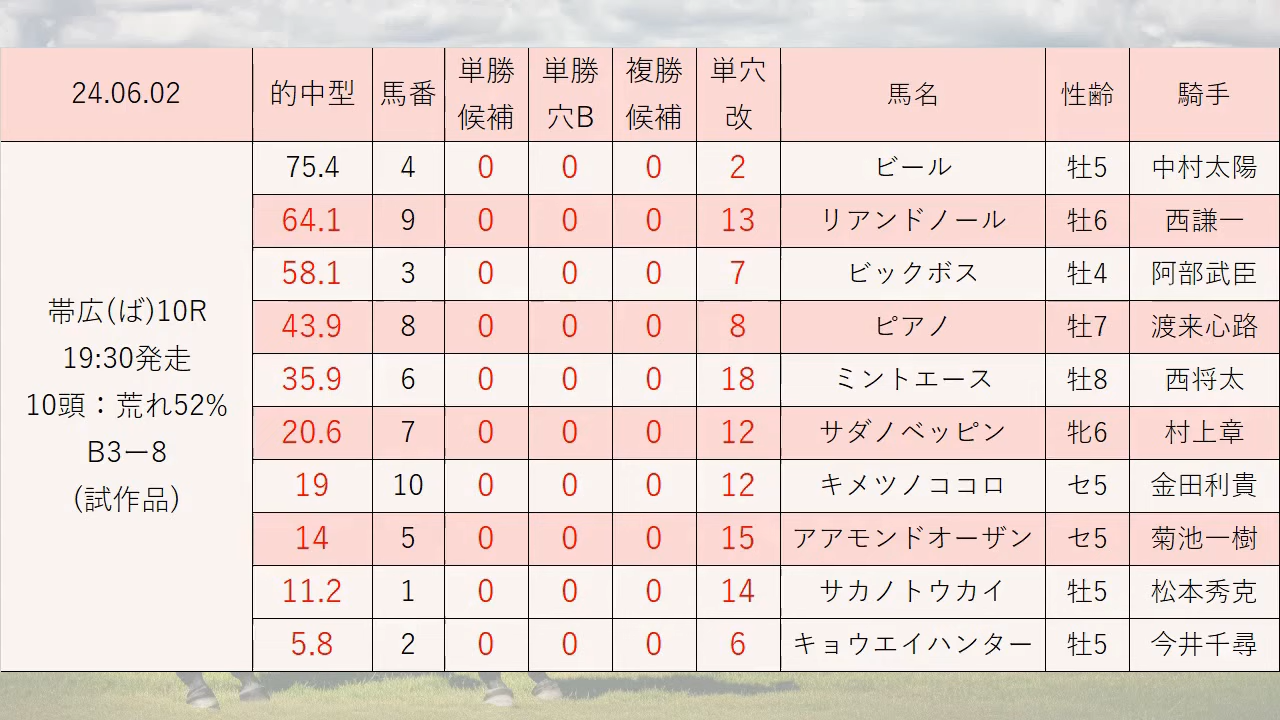 24.06.02 的中型 馬番 単勝候補 単勝穴B 複勝候補 単穴改 馬名 性齢 騎手
帯広(ば)10R
19:30発走
10頭：荒れ52%
B3ー8
(試作品)
75.4 4 0 0 0 2 ビール 牡5 中村太陽
64.1 9 0 0 0 13 リアンドノール 牡6 西謙一
58.1 3 0 0 0 7 ビックボス 牡4 阿部武臣
43.9 8 0 0 0 8 ピアノ 牡7 渡来心路
35.9 6 0 0 0 18 ミントエース 牡8 西将太
20.6 7 0 0 0 12 サダノベッピン 牝6 村上章
19 10 0 0 0 12 キメツノココロ セ5 金田利貴
14 5 0 0 0 15 アアモンドオーザン セ5 菊池一樹
11.2 1 0 0 0 14 サカノトウカイ 牡5 松本秀克
5.8 2 0 0 0 6 キョウエイハンター 牡5 今井千尋